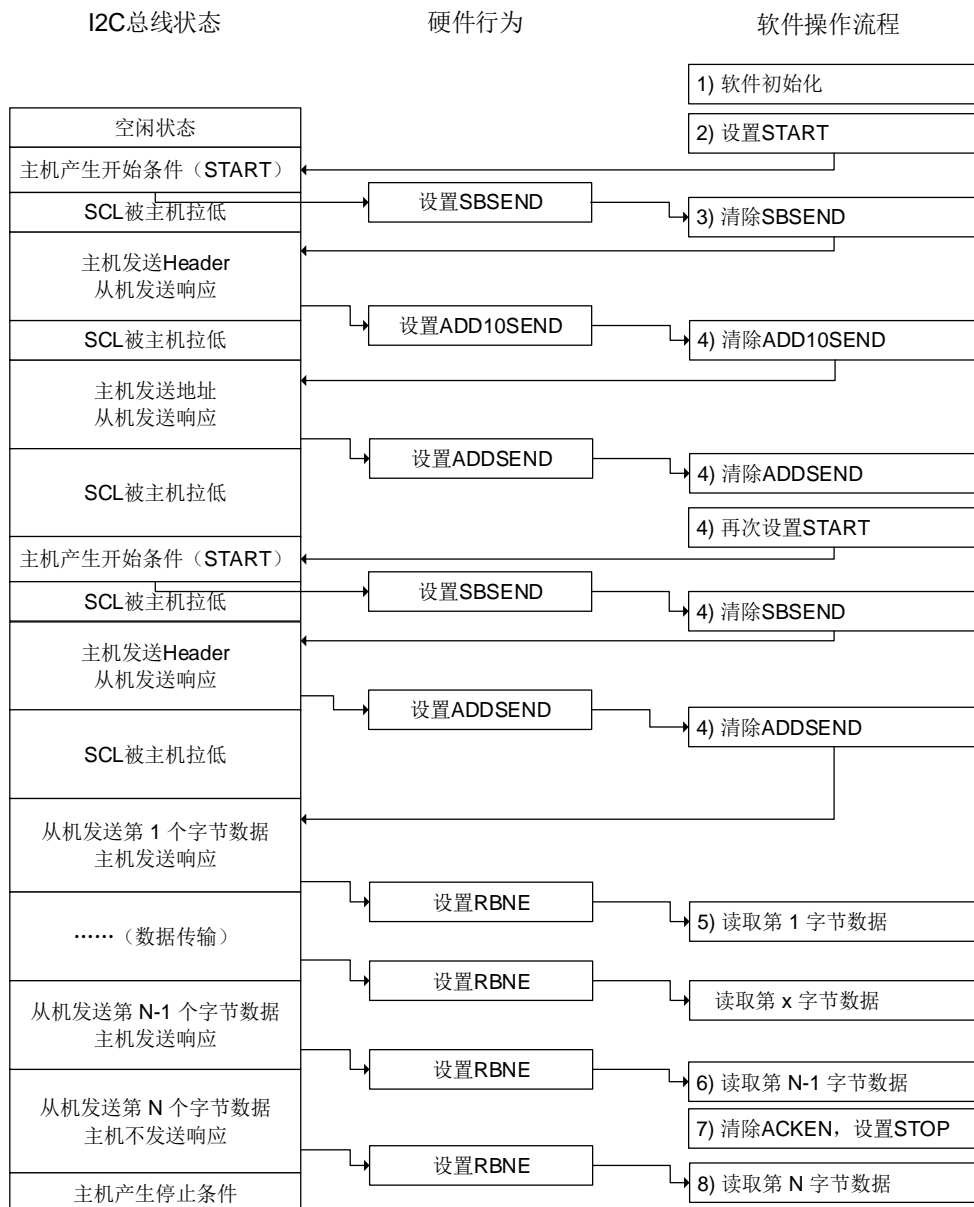 I2C总线状态
硬件行为
软件操作流程
1) 软件初始化
空闲状态
2) 设置START
主机产生开始条件（START）
设置SBSEND
SCL被主机拉低
3) 清除SBSEND
主机发送Header
从机发送响应
设置ADD10SEND
SCL被主机拉低
4) 清除ADD10SEND
主机发送地址
从机发送响应
设置ADDSEND
4) 清除ADDSEND
SCL被主机拉低
4) 再次设置START
主机产生开始条件（START）
设置SBSEND
SCL被主机拉低
4) 清除SBSEND
主机发送Header
从机发送响应
设置ADDSEND
4) 清除ADDSEND
SCL被主机拉低
从机发送第 1 个字节数据
主机发送响应
设置RBNE
5) 读取第 1 字节数据
……（数据传输）
设置RBNE
读取第 x 字节数据
从机发送第 N-1 个字节数据
主机发送响应
设置RBNE
6) 读取第 N-1 字节数据
从机发送第 N 个字节数据
主机不发送响应
7) 清除ACKEN，设置STOP
设置RBNE
8) 读取第 N 字节数据
主机产生停止条件